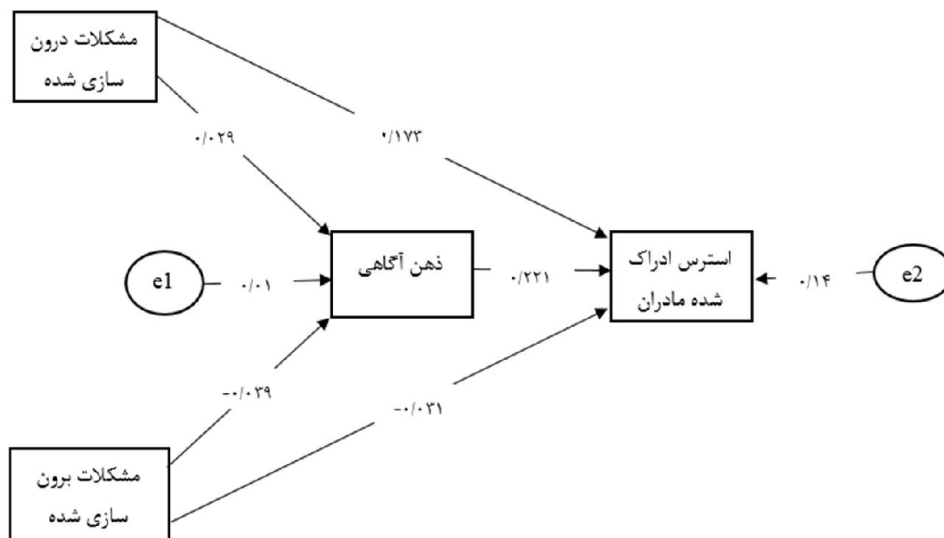 مشکلات درون
سازی شده
۰/۰۲۹
۰/۱۷۳
e1
۰/۰۱
ذهن آگاهی
۰/۲۲۱
استرس ادراک
شده مادران
۰/۱۴
e2
-۰/۰۳۹
-۰/۰۳۱
مشکلات برون
سازی شده